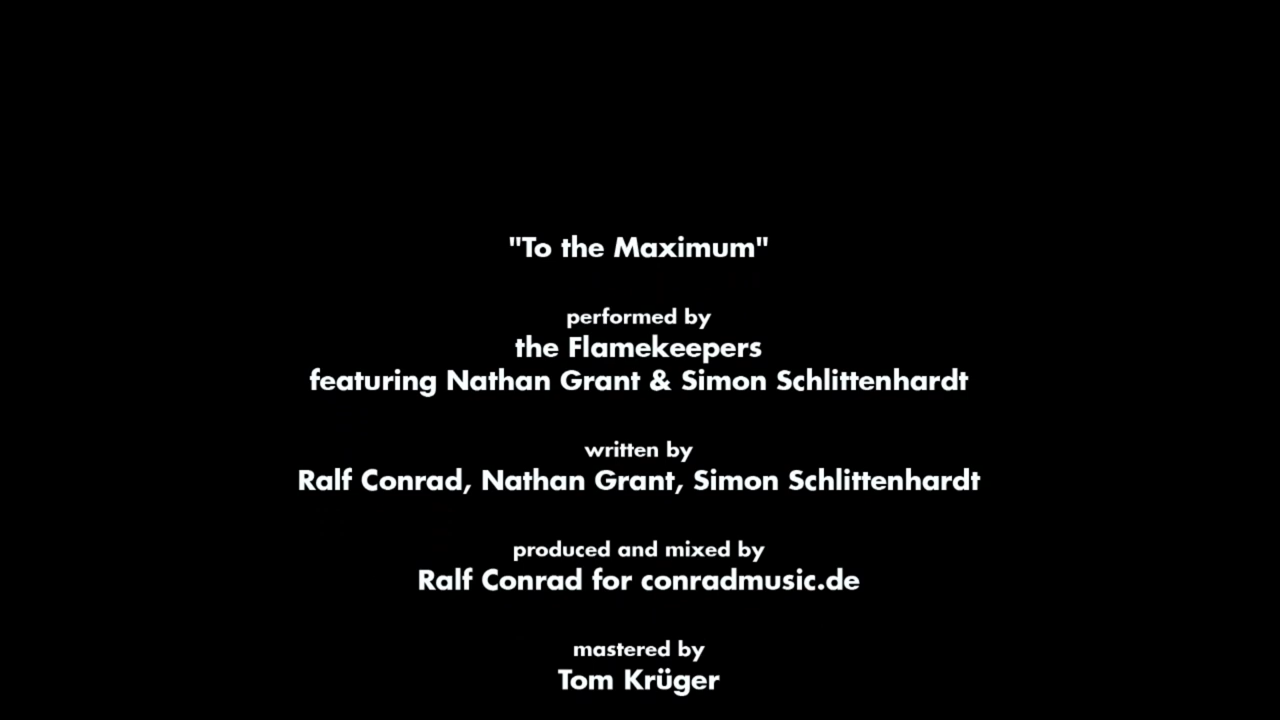 "To the Maximum"
performed by
the Flamekeepers
featuring Nathan Grant & Simon Schlittenhardt
written by
Ralf Conrad, Nathan Grant, Simon Schlittenhardt
produced and mixed by
Ralf Conrad for conradmusic.de
mastered by
Tom Krüger